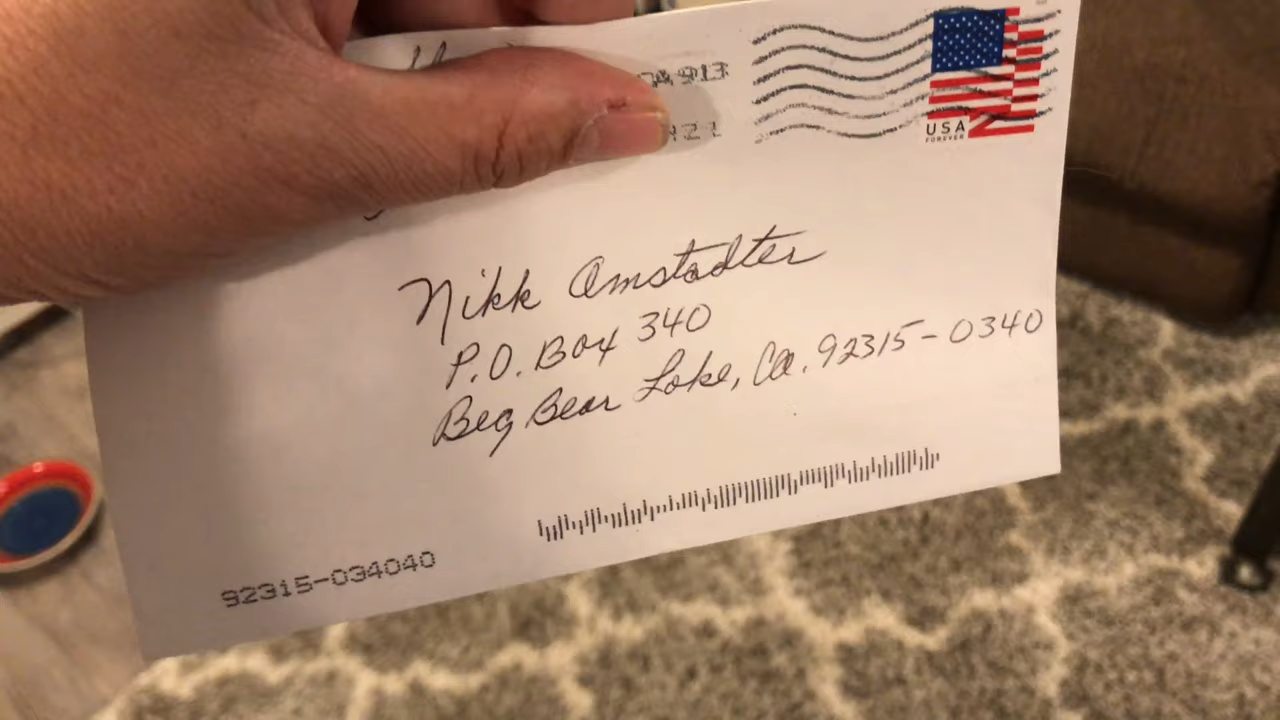 USA
FOREVER
Nikk Amstadter
P.O. Box 340
Big Bear Lake, Ca. 92315-0340
92315-034040